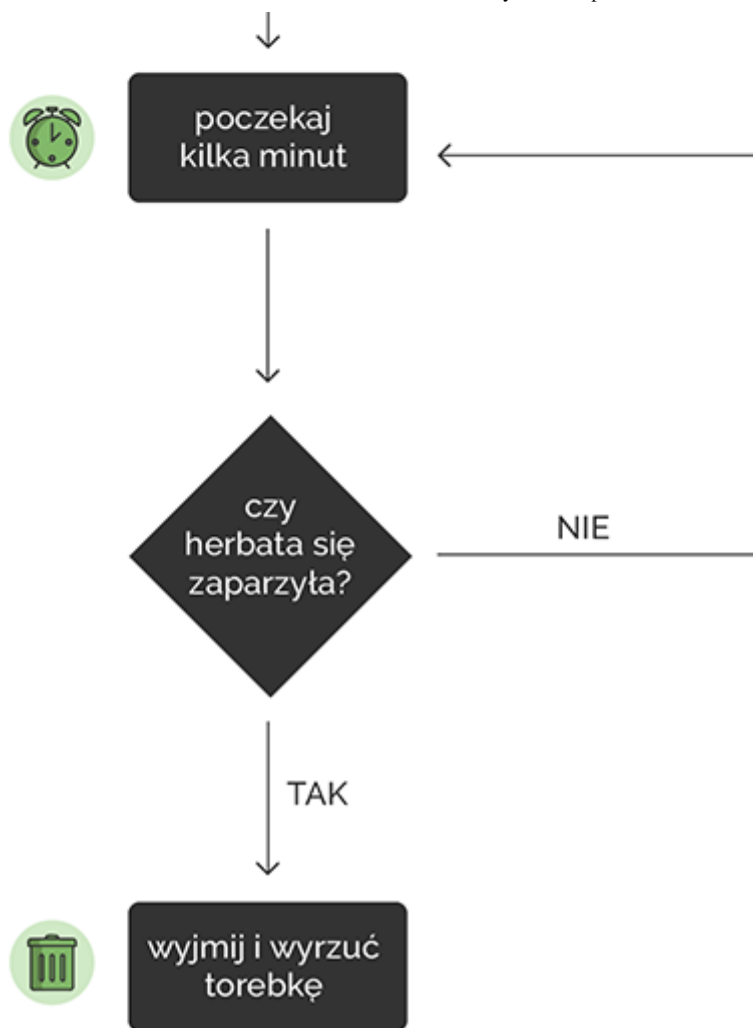 poczekaj
kilka minut
czy
herbata się
zaparzyła?
NIE
TAK
wyjmij i wyrzuć
torebkę